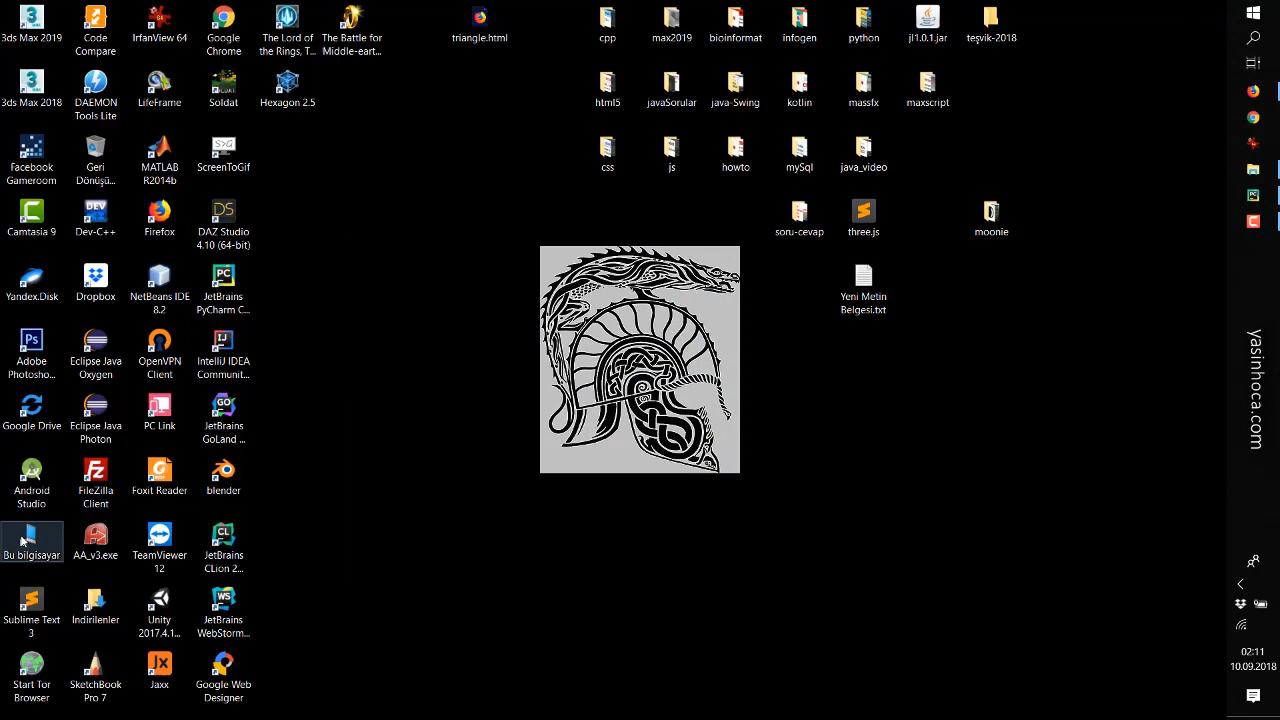 3ds Max 2019
Code
Compare
IrfanView 64
Google
Chrome
The Lord of
the Rings, T...
The Battle for
Middle-eart...
triangle.html
cpp
max2019
bioinformat
infogen
python
jl1.0.1.jar
teşvik-2018
3ds Max 2018
DAEMON
Tools Lite
LifeFrame
Soldat
Hexagon 2.5
html5
javaSorular
java-Swing
kotlin
massfx
maxscript
Facebook
Gameroom
Geri
Dönüşü...
MATLAB
R2014b
ScreenToGif
css
js
howto
mySql
java_video
Camtasia 9
Dev-C++
Firefox
DAZ Studio
4.10 (64-bit)
soru-cevap
three.js
moonie
Yandex.Disk
Dropbox
NetBeans IDE
8.2
JetBrains
PyCharm C...
Yeni Metin
Belgesi.txt
Adobe
Photosho...
Eclipse Java
Oxygen
OpenVPN
Client
IntelliJ IDEA
Communit...
Google Drive
Eclipse Java
Photon
PC Link
JetBrains
GoLand ...
Android
Studio
FileZilla
Client
Foxit Reader
blender
Bu bilgisayar
AA_v3.exe
TeamViewer
12
JetBrains
CLion 2...
Sublime Text
3
Indirilenler
Unity
2017.4.1...
JetBrains
WebStorm...
Start Tor
Browser
SketchBook
Pro 7
Jaxx
Google Web
Designer
yasinhoca.com
02:11
10.09.2018